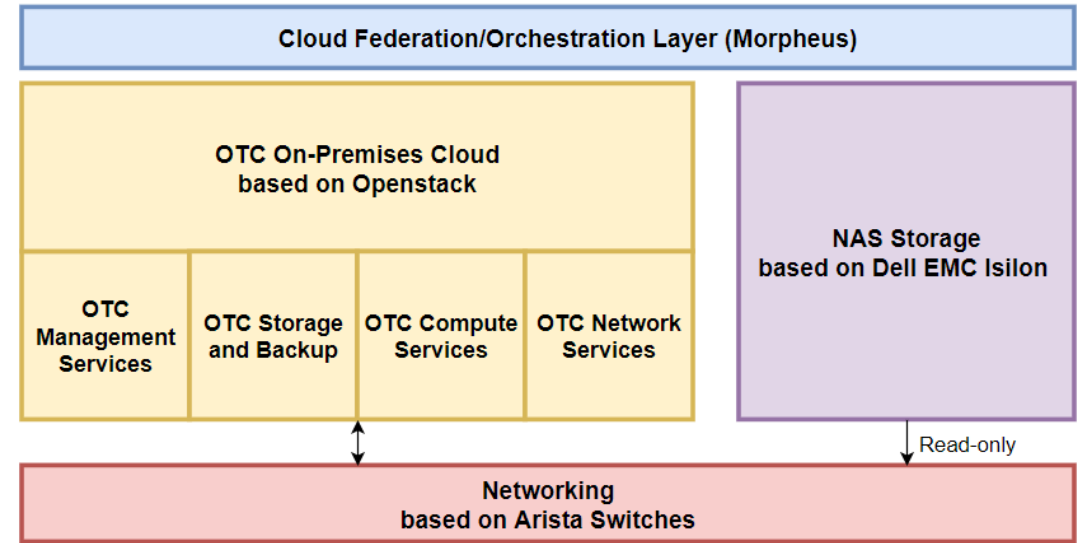 Cloud Federation/Orchestration Layer (Morpheus)
OTC On-Premises Cloud
based on Openstack
NAS Storage
based on Dell EMC Isilon
OTC
Management
Services
OTC Storage
and Backup
OTC Compute
Services
OTC Network
Services
Read-only
Networking
based on Arista Switches